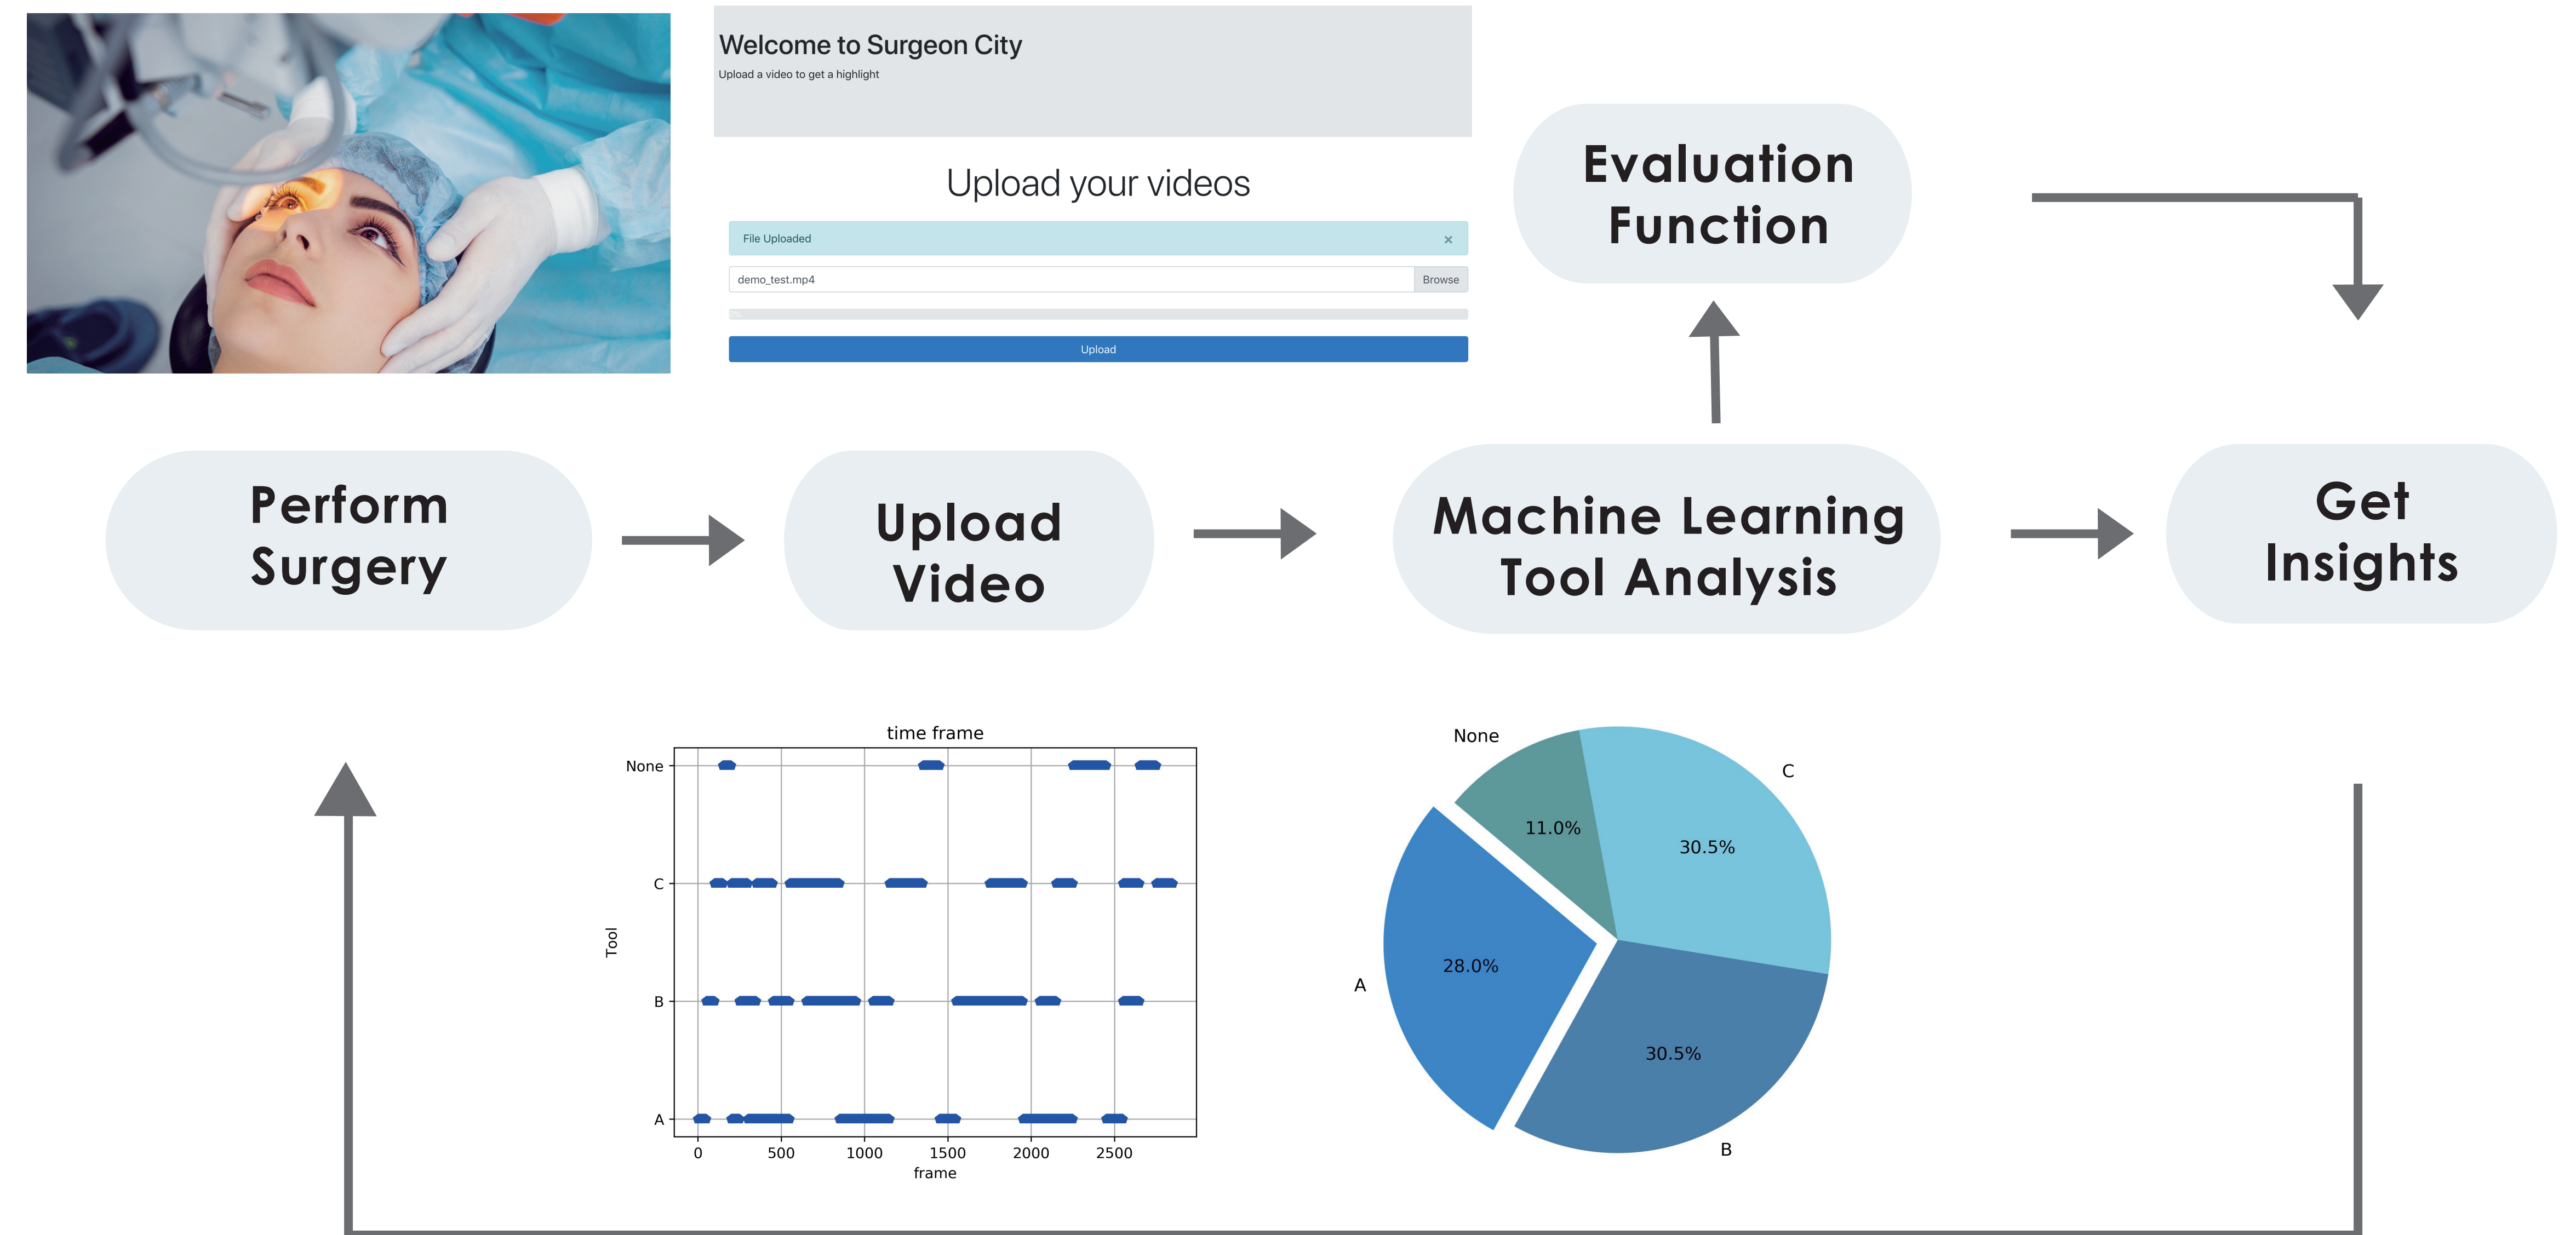 Welcome to Surgeon City
Upload a video to get a highlight
Upload your videos
File Uploaded ×
demo_test.mp4 Browse
Upload
Evaluation
Function
Perform
Surgery
Upload
Video
Machine Learning
Tool Analysis
Get
Insights
time frame
None
C
B
A
Tool
0 500 1000 1500 2000 2500
frame
None
C
11.0%
30.5%
28.0%
A
30.5%
B